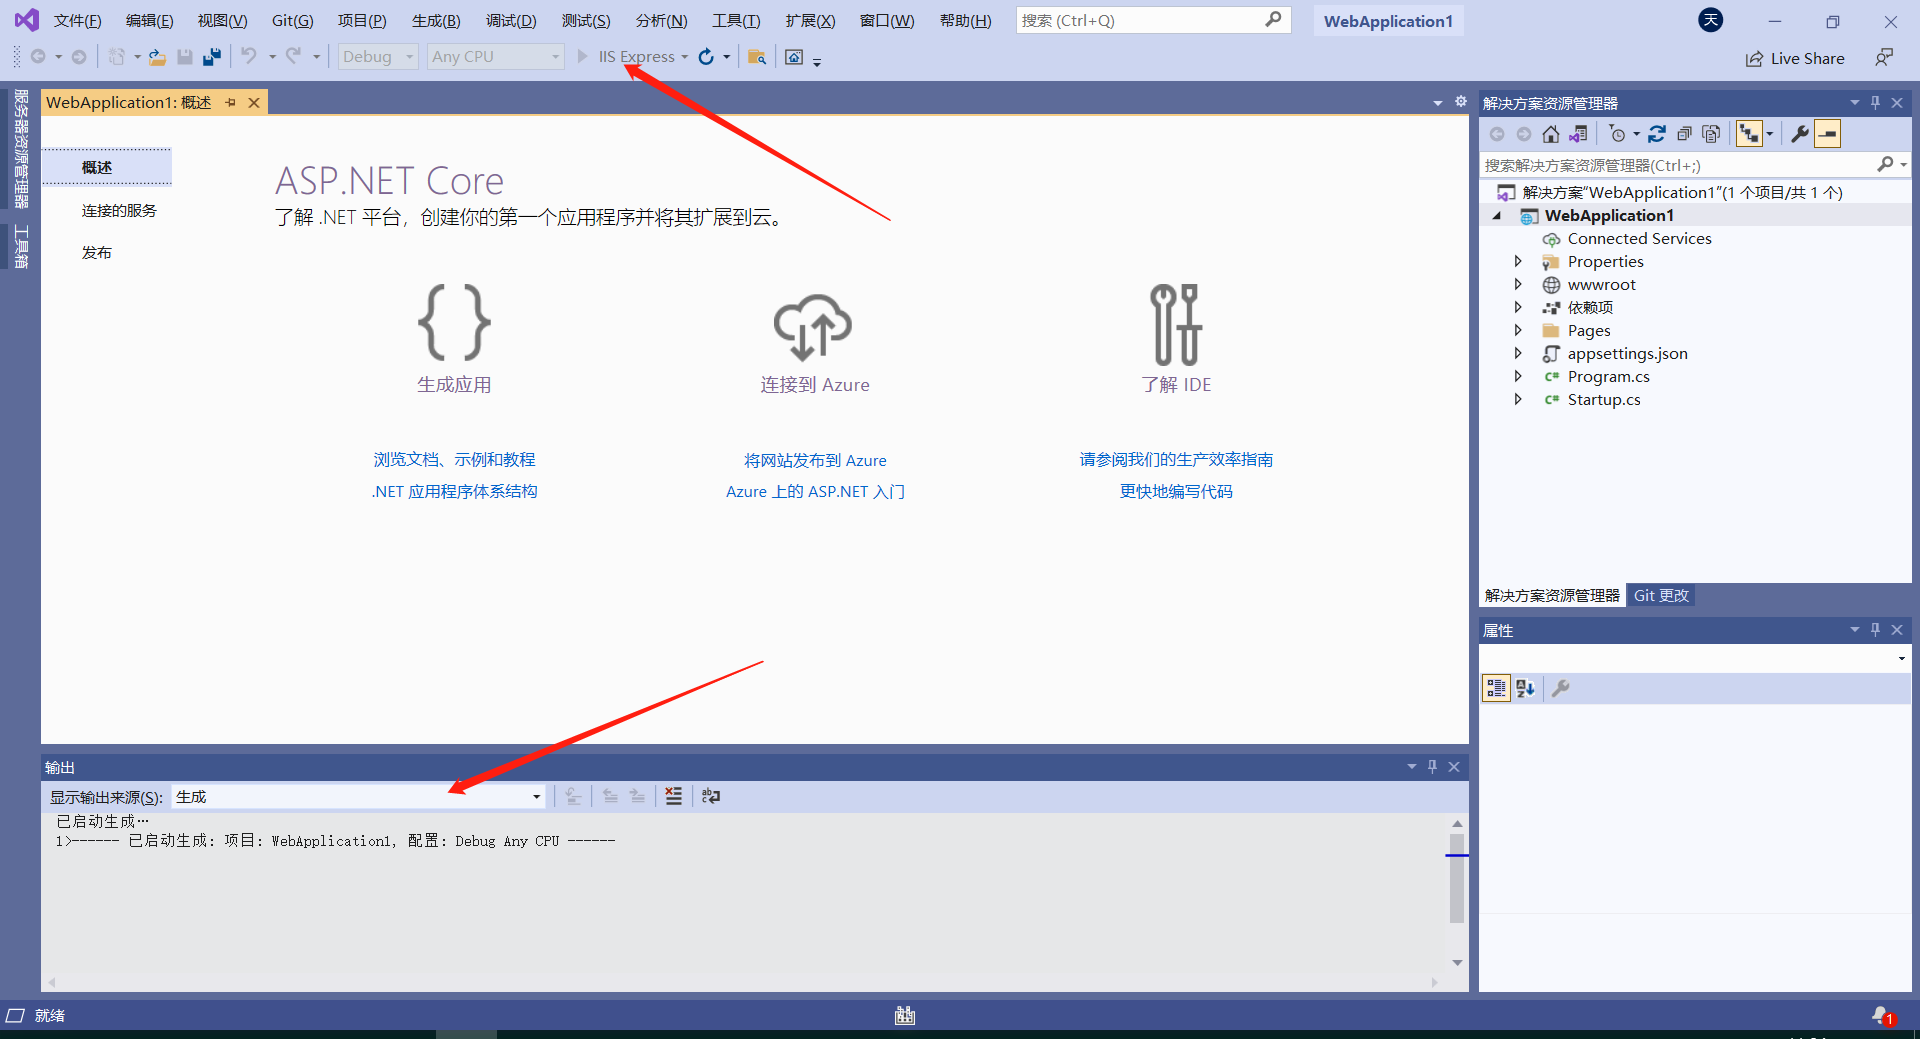 文件(F) 编辑(E) 视图(V) Git(G) 项目(P) 生成(B) 调试(D) 测试(S) 分析(N) 工具(T) 扩展(X) 窗口(W) 帮助(H) 搜索 (Ctrl+Q) WebApplication1 天
Debug Any CPU IIS Express Live Share
服务器资源管理器
工具箱
WebApplication1: 概述
概述
连接的服务
发布
ASP.NET Core
了解 .NET 平台，创建你的第一个应用程序并将其扩展到云。
生成应用
浏览文档、示例和教程
.NET 应用程序体系结构
连接到 Azure
将网站发布到 Azure
Azure 上的 ASP.NET 入门
了解 IDE
请参阅我们的生产效率指南
更快地编写代码
输出
显示输出来源(S): 生成
已启动生成…
1>------ 已启动生成: 项目: WebApplication1, 配置: Debug Any CPU ------
解决方案资源管理器
搜索解决方案资源管理器(Ctrl+;)
解决方案“WebApplication1”(1 个项目/共 1 个)
WebApplication1
Connected Services
Properties
wwwroot
依赖项
Pages
appsettings.json
C# Program.cs
C# Startup.cs
解决方案资源管理器 Git 更改
属性
就绪
1